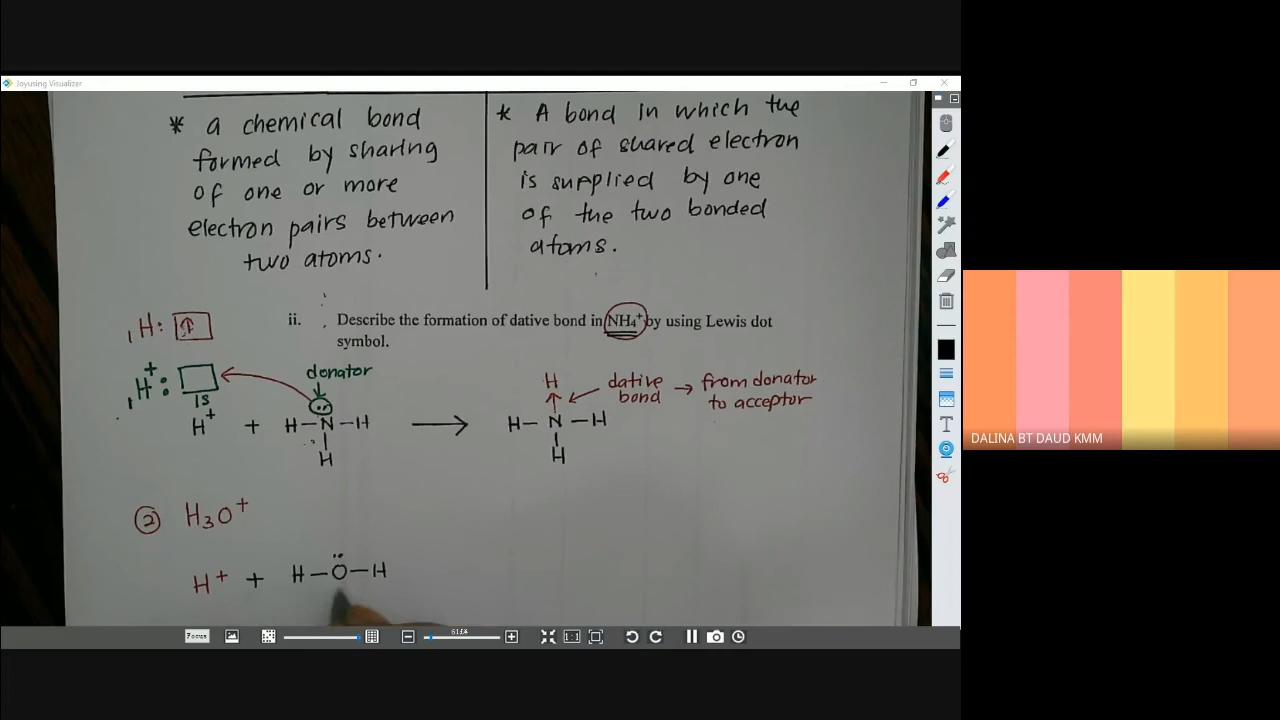 Joyusing Visualizer
* a chemical bond
formed by sharing
of one or more
electron pairs between
two atoms.
* A bond in which the
pair of shared electron
is supplied by one
of the two bonded
atoms.
₁H:
ii. Describe the formation of dative bond in NH₄⁺ by using Lewis dot
symbol.
₁H⁺:
1s
donator
H⁺ + H–N–H
H
H
H–N–H
H
dative
bond → from donator
to acceptor
② H₃O⁺
H⁺ + H–O–H
Focus
1:1
T
DALINA BT DAUD KMM